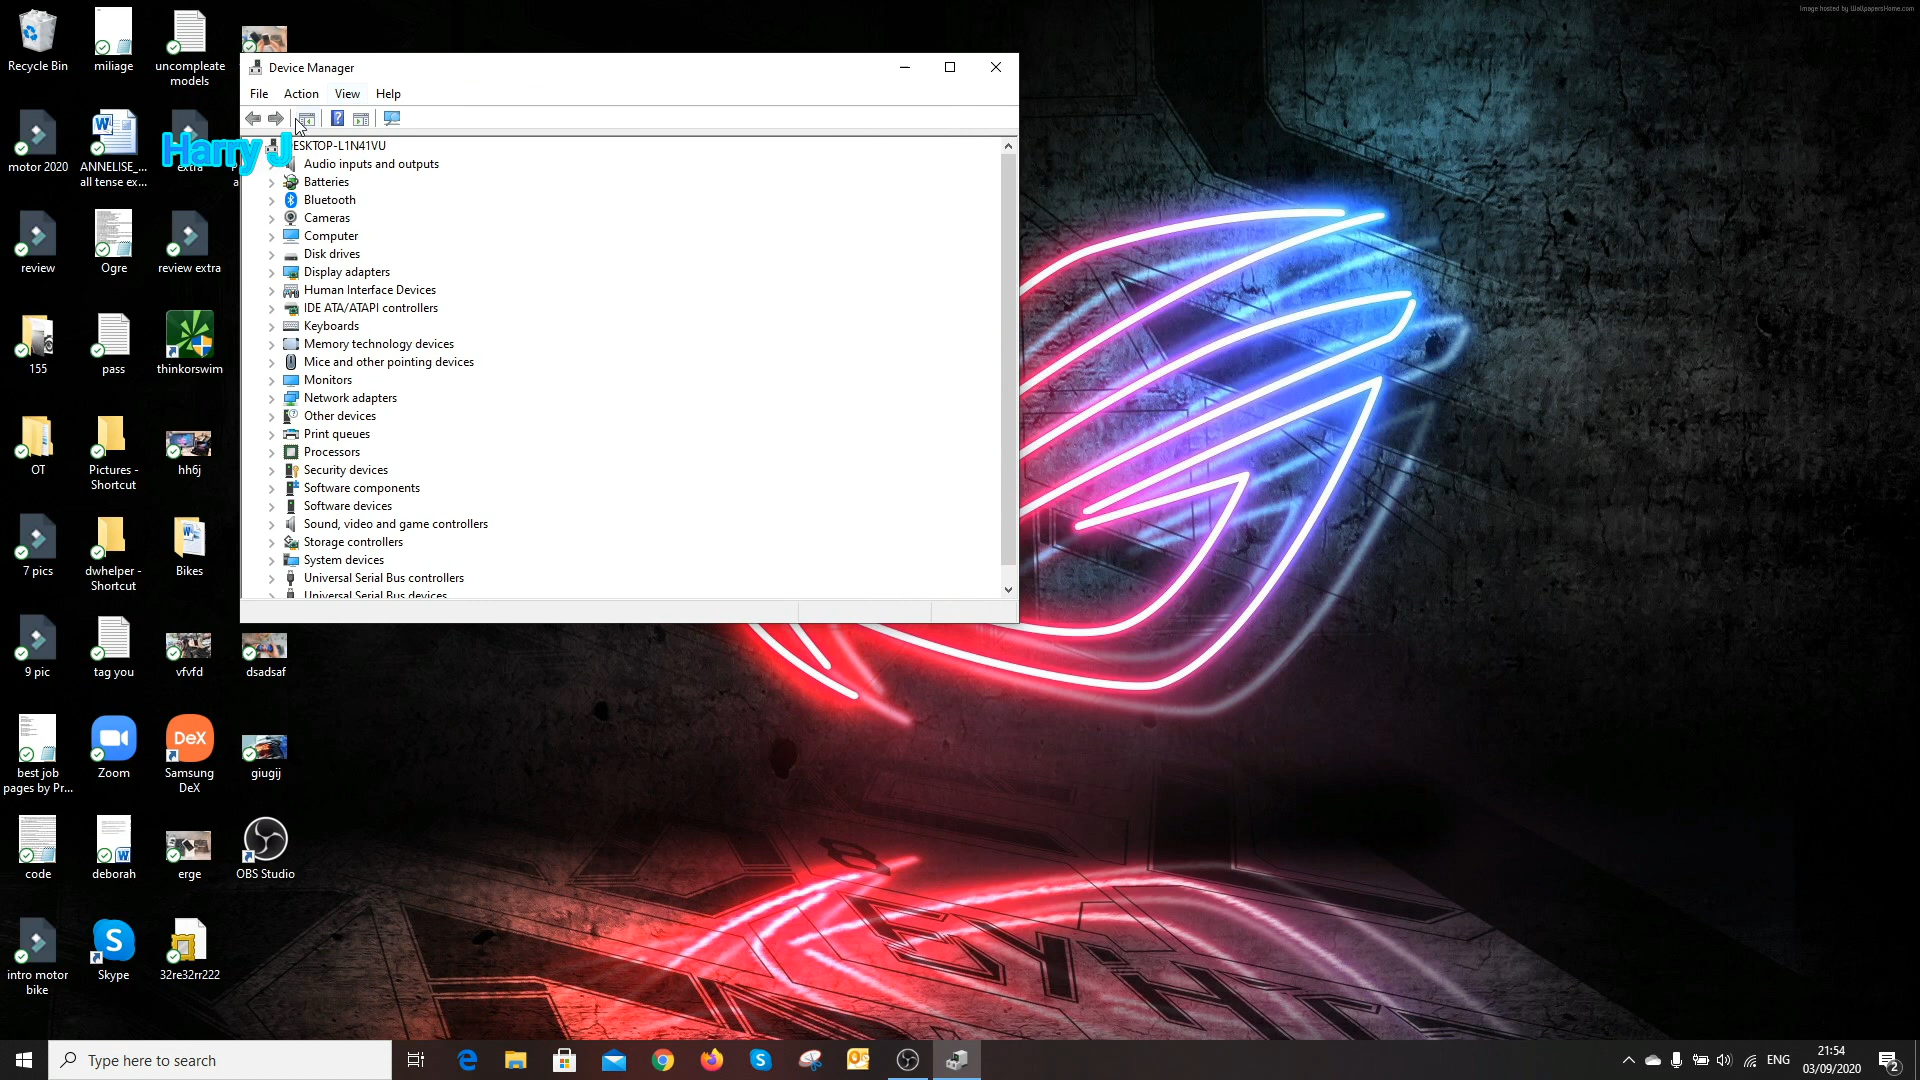 Image hosted by WallpapersHome.com
Recycle Bin
miliage
uncompleate
models
motor 2020
ANNELISE_...
all tense ex...
extra
review
Ogre
review extra
155
pass
thinkorswim
OT
Pictures -
Shortcut
hh6j
7 pics
dwhelper -
Shortcut
Bikes
9 pic
tag you
vfvfd
dsadsaf
best job
pages by Pr...
Zoom
DeX
Samsung
DeX
giugij
code
deborah
erge
OBS Studio
intro motor
bike
Skype
32re32rr222
Harry J
Device Manager
File Action View Help
ESKTOP-L1N41VU
Audio inputs and outputs
Batteries
Bluetooth
Cameras
Computer
Disk drives
Display adapters
Human Interface Devices
IDE ATA/ATAPI controllers
Keyboards
Memory technology devices
Mice and other pointing devices
Monitors
Network adapters
Other devices
Print queues
Processors
Security devices
Software components
Software devices
Sound, video and game controllers
Storage controllers
System devices
Universal Serial Bus controllers
Universal Serial Bus devices
Type here to search
ENG
21:54
03/09/2020
2